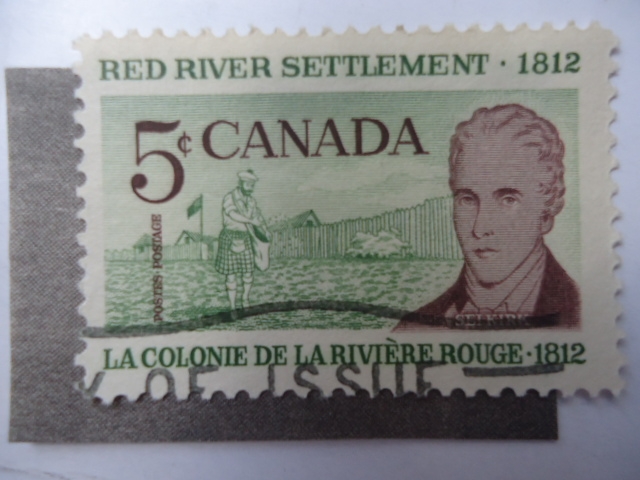 RED RIVER SETTLEMENT · 1812
5¢ CANADA
POSTES·POSTAGE
SELKIRK
LA COLONIE DE LA RIVIÈRE ROUGE·1812
OF ISSUE